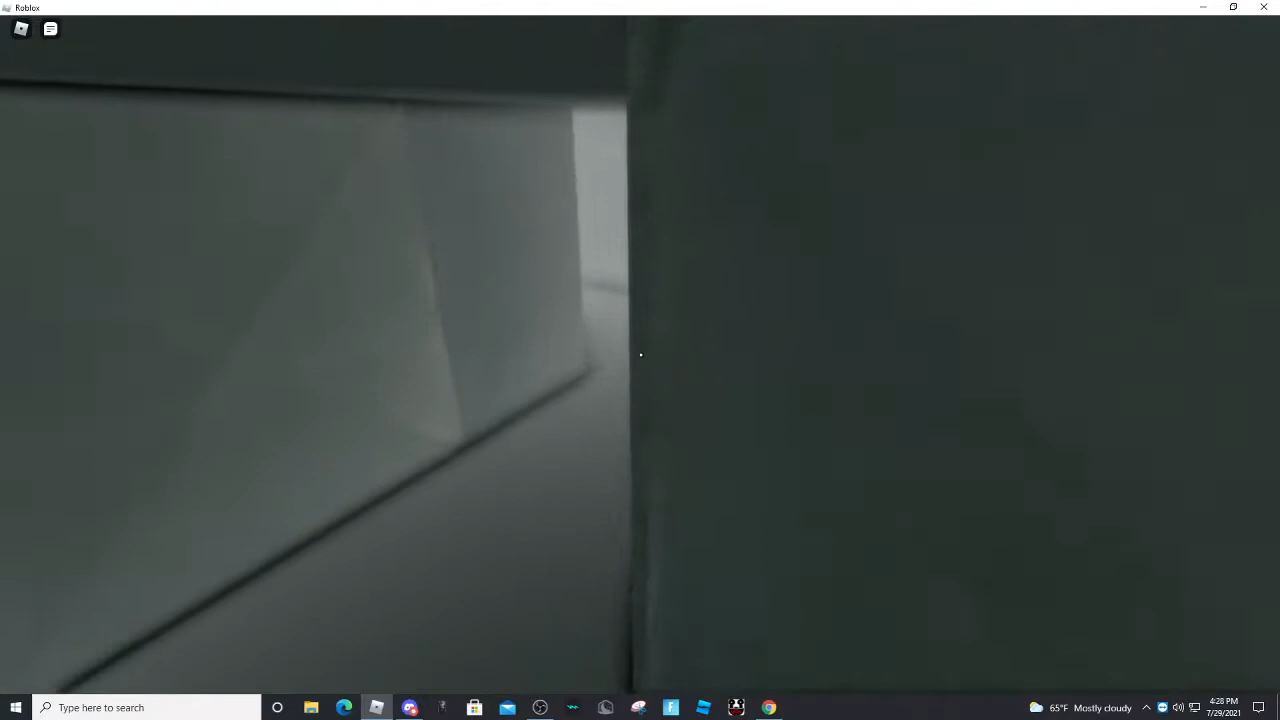 Roblox
Type here to search
65°F Mostly cloudy
4:28 PM
7/29/2021